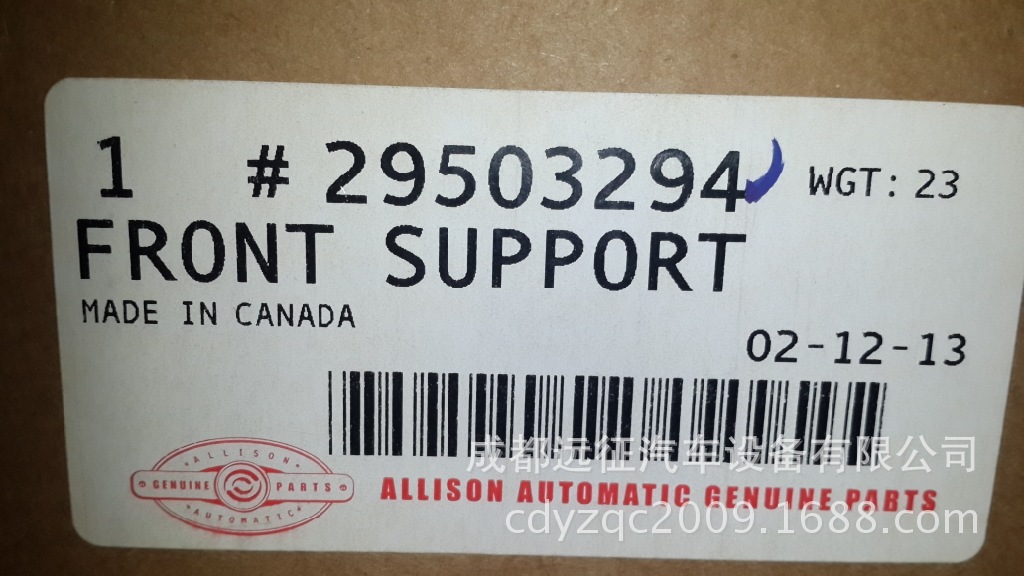 1 # 29503294 WGT: 23
FRONT SUPPORT
MADE IN CANADA
02-12-13
成都远征汽车设备有限公司
ALLISON
GENUINE PARTS
AUTOMATIC
ALLISON AUTOMATIC GENUINE PARTS
cdyzqc2009.1688.com